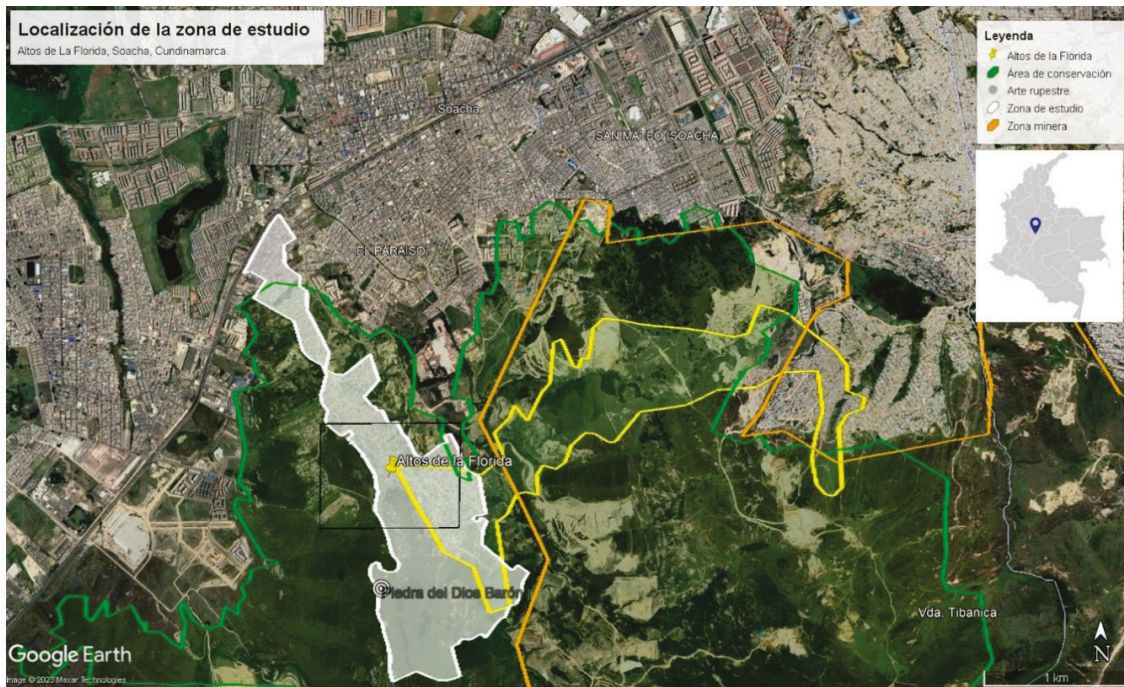 Localización de la zona de estudio
Altos de La Florida, Soacha, Cundinamarca
Leyenda
Altos de la Florida
Área de conservación
Arte rupestre
Zona de estudio
Zona minera
Soacha
SAN MATEO (SOACHA)
EL PARAISO
Altos de la Florida
Piedra del Dios Barón
Vda. Tibanica
Google Earth
Image © 2023 Maxar Technologies
N
1 km